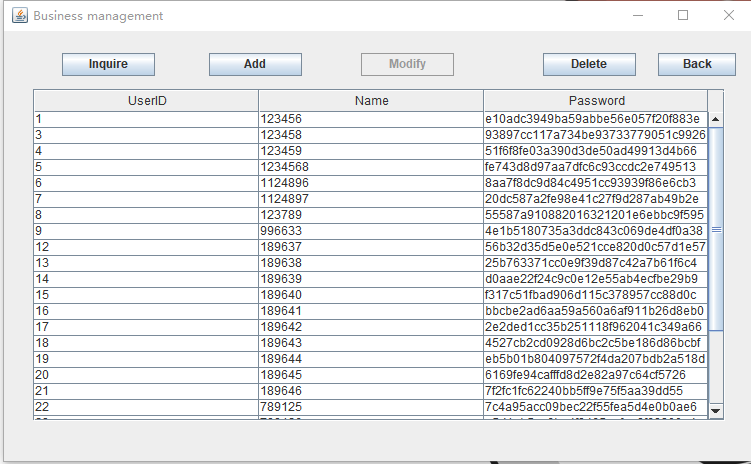 Business management
Inquire Add Modify Delete Back
UserID Name Password
1 123456 e10adc3949ba59abbe56e057f20f883e
3 123458 93897cc117a734be93733779051c9926
4 123459 51f6f8fe03a390d3de50ad49913d4b66
5 1234568 fe743d8d97aa7dfc6c93ccdc2e749513
6 1124896 8aa7f8dc9d84c4951cc93939f86e6cb3
7 1124897 20dc587a2fe98e41c27f9d287ab49b2e
8 123789 55587a910882016321201e6ebbc9f595
9 996633 4e1b5180735a3ddc843c069de4df0a38
12 189637 56b32d35d5e0e521cce820d0c57d1e57
13 189638 25b763371cc0e9f39d87c42a7b61f6c4
14 189639 d0aae22f24c9c0e12e55ab4ecfbe29b9
15 189640 f317c51fbad906d115c378957cc88d0c
16 189641 bbcbe2ad6aa59a560a6af911b26d8eb0
17 189642 2e2ded1cc35b251118f962041c349a66
18 189643 4527cb2cd0928d6bc2c5be186d86bcbf
19 189644 eb5b01b804097572f4da207bdb2a518d
20 189645 6169fe94cafffd8d2e82a97c64cf5726
21 189646 7f2fc1fc62240bb5ff9e75f5aa39dd55
22 789125 7c4a95acc09bec22f55fea5d4e0b0ae6